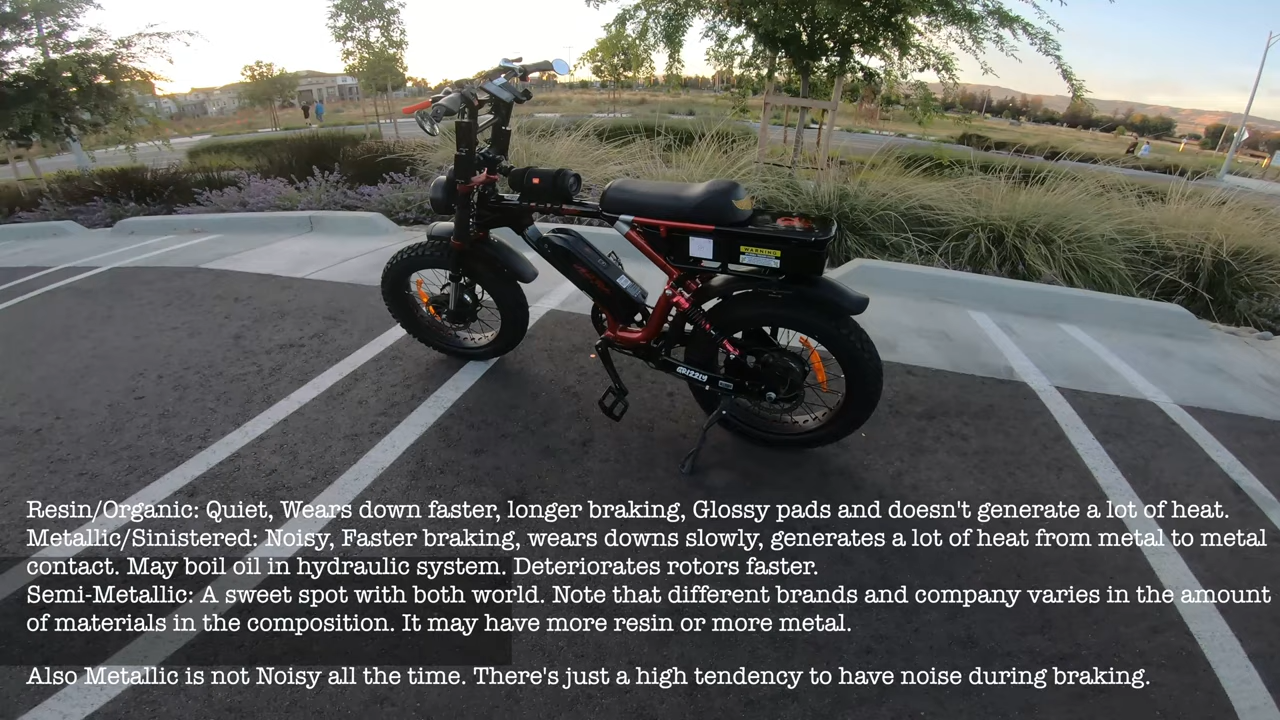 WARNING
GRIZZLY
Resin/Organic: Quiet, Wears down faster, longer braking, Glossy pads and doesn't generate a lot of heat.
Metallic/Sinistered: Noisy, Faster braking, wears downs slowly, generates a lot of heat from metal to metal
contact. May boil oil in hydraulic system. Deteriorates rotors faster.
Semi-Metallic: A sweet spot with both world. Note that different brands and company varies in the amount
of materials in the composition. It may have more resin or more metal.
Also Metallic is not Noisy all the time. There's just a high tendency to have noise during braking.